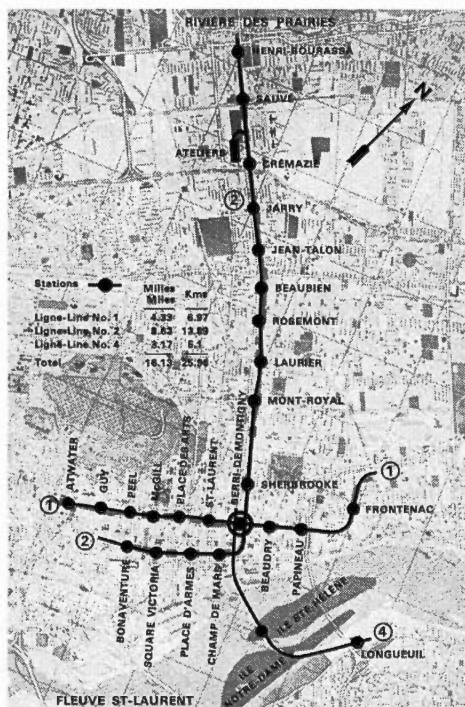 RIVIÈRE DES PRAIRIES
HENRI-BOURASSA
N
SAUVÉ
ATELIERS
CRÉMAZIE
②
JARRY
JEAN-TALON
Stations
Milles Kms
Miles
BEAUBIEN
Ligne-Line No. 1 4.33 6.97
Ligne-Line No. 2 8.63 13.89
ROSEMONT
Ligne-Line No. 4 3.17 5.1
Total 16.13 25.96
LAURIER
MONT-ROYAL
ATWATER
GUY
PEEL
McGILL
PLACE DES ARTS
ST-LAURENT
BERRI-DE MONTIGNY
SHERBROOKE
①
①
FRONTENAC
②
BONAVENTURE
SQUARE VICTORIA
PLACE D'ARMES
CHAMP DE MARS
BEAUDRY
PAPINEAU
ILE STE-HÉLÈNE
④
LONGUEUIL
ILE
NOTRE-DAME
FLEUVE ST-LAURENT